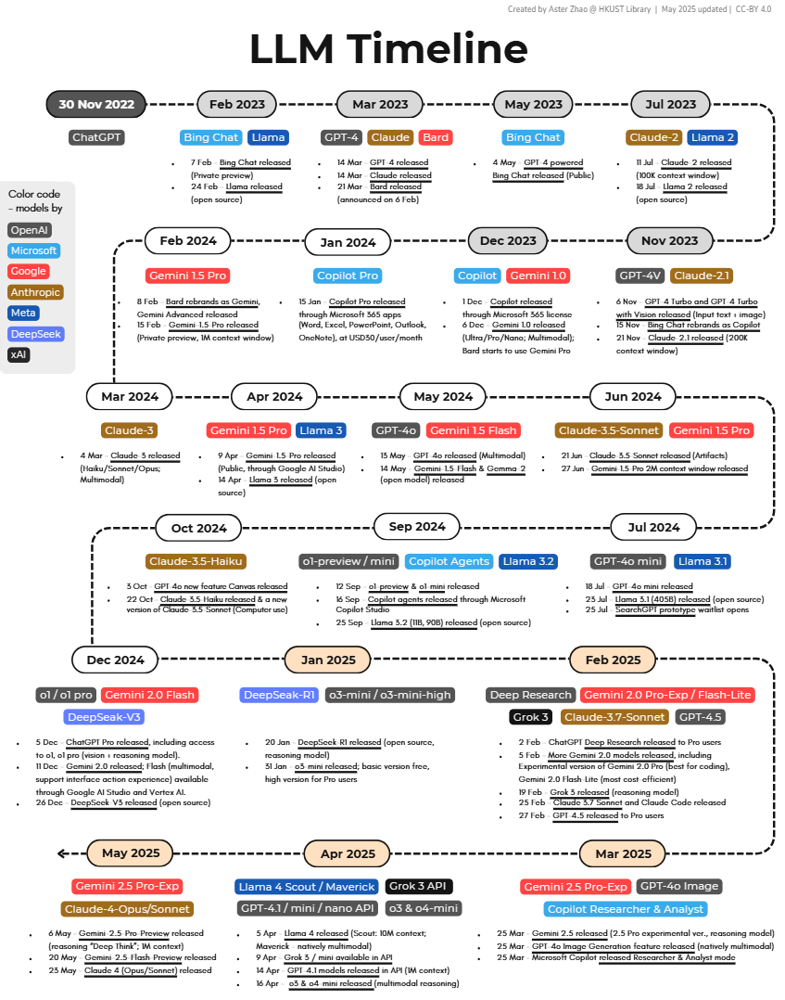 Created by Aster Zhao @ HKUST Library | May 2025 updated | CC-BY 4.0
LLM Timeline
30 Nov 2022
ChatGPT
Feb 2023
Bing Chat Llama
7 Feb - Bing Chat released
(Private preview)
24 Feb - Llama released
(open source)
Mar 2023
GPT-4 Claude Bard
14 Mar - GPT-4 released
14 Mar - Claude released
21 Mar - Bard released
(announced on 6 Feb)
May 2023
Bing Chat
4 May - GPT-4 powered
Bing Chat released (Public)
Jul 2023
Claude-2 Llama 2
11 Jul - Claude-2 released
(100K context window)
18 Jul - Llama 2 released
(open source)
Color code
- models by
OpenAI
Microsoft
Google
Anthropic
Meta
DeepSeek
xAI
Nov 2023
GPT-4V Claude-2.1
6 Nov - GPT-4 Turbo and GPT-4 Turbo
with Vision released (Input text + image)
15 Nov - Bing Chat rebrands as Copilot
21 Nov - Claude-2.1 released (200K
context window)
Dec 2023
Copilot Gemini 1.0
1 Dec - Copilot released
through Microsoft 365 license
6 Dec - Gemini 1.0 released
(Ultra/Pro/Nano; Multimodal);
Bard starts to use Gemini Pro
Jan 2024
Copilot Pro
15 Jan - Copilot Pro released
through Microsoft 365 apps
(Word, Excel, PowerPoint, Outlook,
OneNote), at USD30/user/month
Feb 2024
Gemini 1.5 Pro
8 Feb - Bard rebrands as Gemini,
Gemini Advanced released
15 Feb - Gemini-1.5-Pro released
(Private preview, 1M context window)
Mar 2024
Claude-3
4 Mar - Claude-3 released
(Haiku/Sonnet/Opus;
Multimodal)
Apr 2024
Gemini 1.5 Pro Llama 3
9 Apr - Gemini-1.5-Pro released
(Public, through Google AI Studio)
14 Apr - Llama 3 released (open
source)
May 2024
GPT-4o Gemini 1.5 Flash
13 May - GPT-4o released (Multimodal)
14 May - Gemini-1.5-Flash & Gemma-2
(open model) released
Jun 2024
Claude-3.5-Sonnet Gemini 1.5 Pro
21 Jun - Claude-3.5-Sonnet released (Artifacts)
27 Jun - Gemini-1.5-Pro 2M context window released
Jul 2024
GPT-4o mini Llama 3.1
18 Jul - GPT-4o mini released
23 Jul - Llama 3.1 (405B) released (open source)
25 Jul - SearchGPT prototype waitlist opens
Sep 2024
o1-preview / mini Copilot Agents Llama 3.2
12 Sep - o1-preview & o1-mini released
16 Sep - Copilot agents released through Microsoft
Copilot Studio
25 Sep - Llama 3.2 (11B, 90B) released (open source)
Oct 2024
Claude-3.5-Haiku
3 Oct - GPT-4o new feature Canvas released
22 Oct - Claude-3.5-Haiku released & a new
version of Claude-3.5-Sonnet (Computer use)
Dec 2024
o1 / o1 pro Gemini 2.0 Flash
DeepSeak-V3
5 Dec - ChatGPT Pro released, including access
to o1, o1 pro (vision + reasoning model).
11 Dec - Gemini 2.0 released; Flash (multimodal,
support interface action experience) available
through Google AI Studio and Vertex AI.
26 Dec - DeepSeek-V3 released (open source)
Jan 2025
DeepSeak-R1 o3-mini / o3-mini-high
20 Jan - DeepSeek-R1 released (open source,
reasoning model)
31 Jan - o3-mini released; basic version free,
high version for Pro users
Feb 2025
Deep Research Gemini 2.0 Pro-Exp / Flash-Lite
Grok 3 Claude-3.7-Sonnet GPT-4.5
2 Feb - ChatGPT Deep Research released to Pro users
5 Feb - More Gemini 2.0 models released, including
Experimental version of Gemini 2.0 Pro (best for coding),
Gemini 2.0 Flash-Lite (most cost-efficient)
19 Feb - Grok 3 released (reasoning model)
25 Feb - Claude 3.7 Sonnet and Claude Code released
27 Feb - GPT-4.5 released to Pro users
Mar 2025
Gemini 2.5 Pro-Exp GPT-4o Image
Copilot Researcher & Analyst
25 Mar - Gemini 2.5 released (2.5 Pro experimental ver., reasoning model)
25 Mar - GPT-4o Image Generation feature released (natively multimodal)
25 Mar - Microsoft Copilot released Researcher & Analyst mode
Apr 2025
Llama 4 Scout / Maverick Grok 3 API
GPT-4.1 / mini / nano API o3 & o4-mini
5 Apr - Llama 4 released (Scout: 10M context;
Maverick - natively multimodal)
9 Apr - Grok 3 / mini available in API
14 Apr - GPT-4.1 models released in API (1M context)
16 Apr - o3 & o4-mini released (multimodal reasoning)
May 2025
Gemini 2.5 Pro-Exp
Claude-4-Opus/Sonnet
6 May - Gemini-2.5-Pro-Preview released
(reasoning "Deep Think"; 1M context)
20 May - Gemini-2.5-Flash-Preview released
23 May - Claude 4 (Opus/Sonnet) released